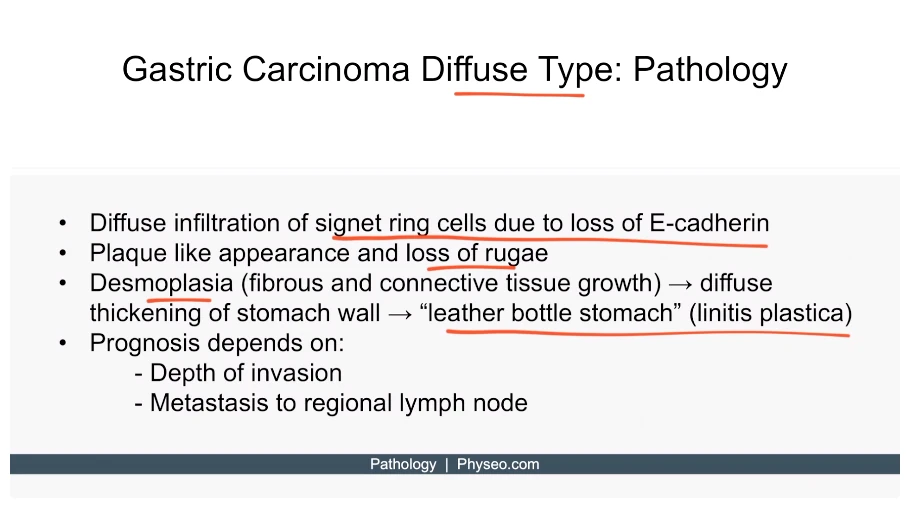 Gastric Carcinoma Diffuse Type: Pathology
• Diffuse infiltration of signet ring cells due to loss of E-cadherin
• Plaque like appearance and loss of rugae
• Desmoplasia (fibrous and connective tissue growth) → diffuse
thickening of stomach wall → “leather bottle stomach” (linitis plastica)
• Prognosis depends on:
- Depth of invasion
- Metastasis to regional lymph node
Pathology | Physeo.com